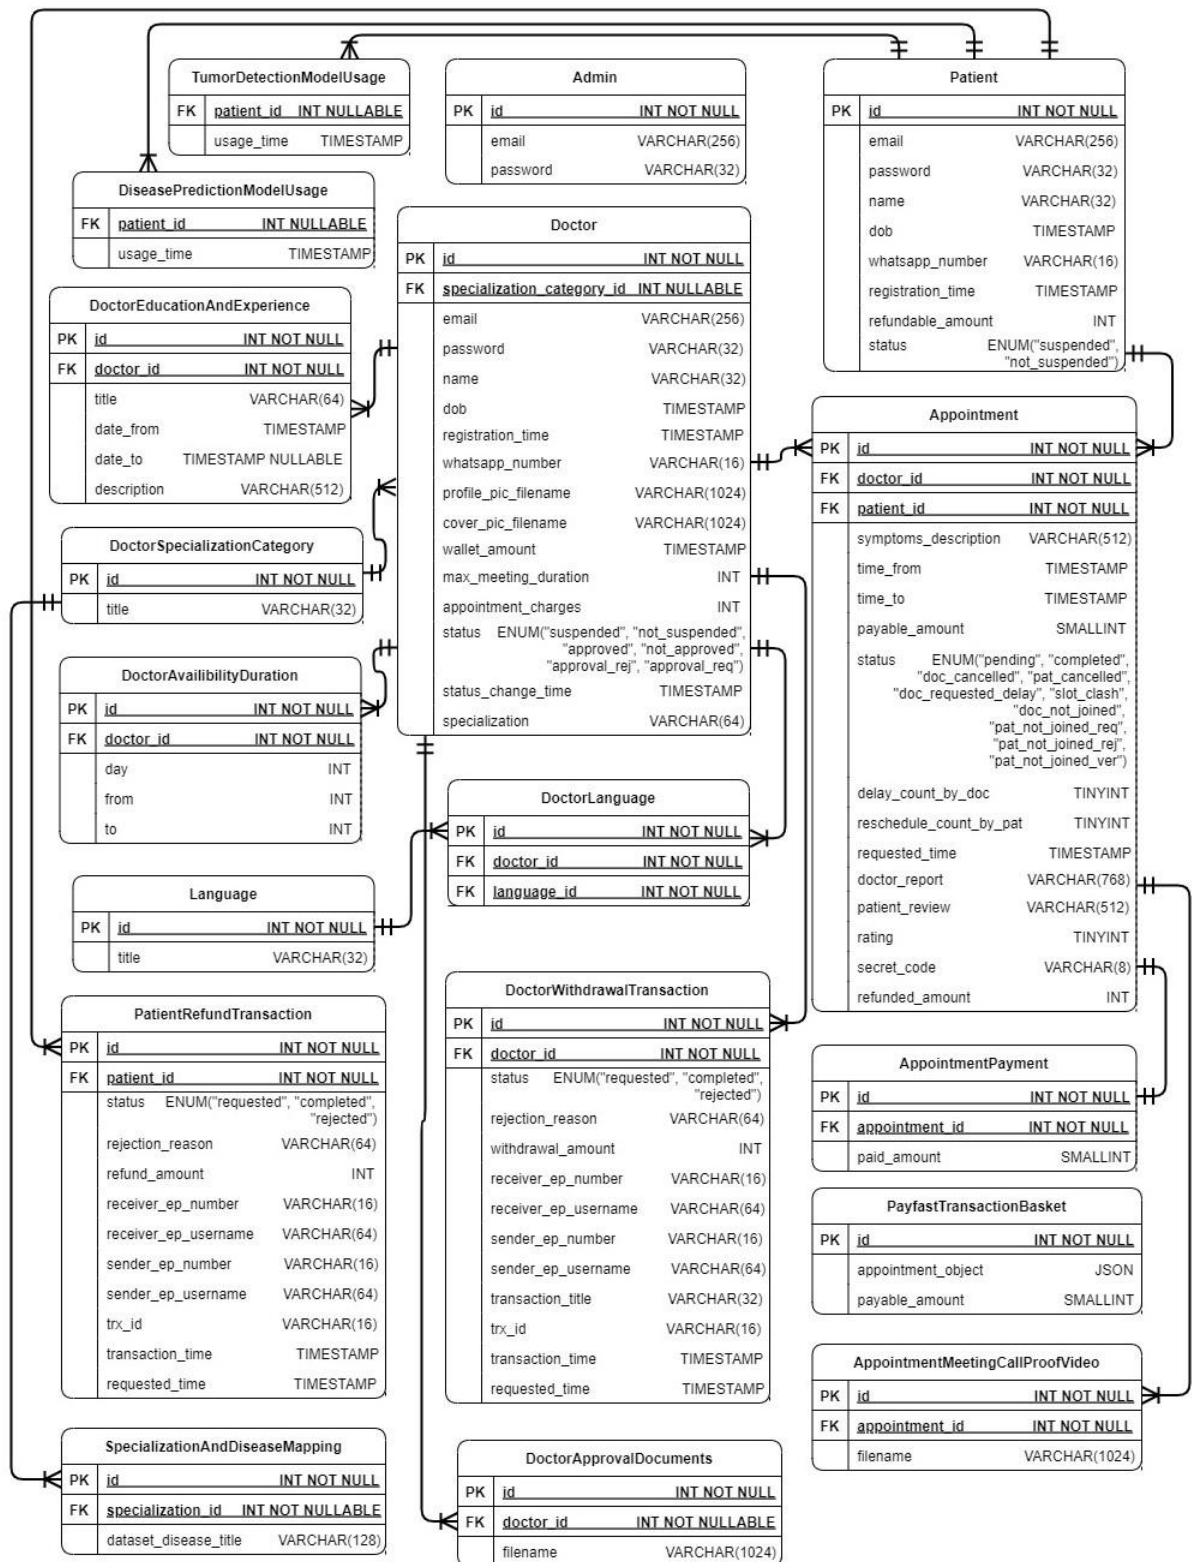 TumorDetectionModelUsage
FK patient_id INT NULLABLE
usage_time TIMESTAMP
Admin
PK id INT NOT NULL
email VARCHAR(256)
password VARCHAR(32)
Patient
PK id INT NOT NULL
email VARCHAR(256)
password VARCHAR(32)
name VARCHAR(32)
dob TIMESTAMP
whatsapp_number VARCHAR(16)
registration_time TIMESTAMP
refundable_amount INT
status ENUM("suspended",
"not_suspended")
DiseasePredictionModelUsage
FK patient_id INT NULLABLE
usage_time TIMESTAMP
Doctor
PK id INT NOT NULL
FK specialization_category_id INT NULLABLE
email VARCHAR(256)
password VARCHAR(32)
name VARCHAR(32)
dob TIMESTAMP
registration_time TIMESTAMP
whatsapp_number VARCHAR(16)
profile_pic_filename VARCHAR(1024)
cover_pic_filename VARCHAR(1024)
wallet_amount TIMESTAMP
max_meeting_duration INT
appointment_charges INT
status ENUM("suspended", "not_suspended",
"approved", "not_approved",
"approval_rej", "approval_req")
status_change_time TIMESTAMP
specialization VARCHAR(64)
DoctorEducationAndExperience
PK id INT NOT NULL
FK doctor_id INT NOT NULL
title VARCHAR(64)
date_from TIMESTAMP
date_to TIMESTAMP NULLABLE
description VARCHAR(512)
Appointment
PK id INT NOT NULL
FK doctor_id INT NOT NULL
FK patient_id INT NOT NULL
symptoms_description VARCHAR(512)
time_from TIMESTAMP
time_to TIMESTAMP
payable_amount SMALLINT
status ENUM("pending", "completed",
"doc_cancelled", "pat_cancelled",
"doc_requested_delay", "slot_clash",
"doc_not_joined",
"pat_not_joined_req",
"pat_not_joined_rej",
"pat_not_joined_ver")
delay_count_by_doc TINYINT
reschedule_count_by_pat TINYINT
requested_time TIMESTAMP
doctor_report VARCHAR(768)
patient_review VARCHAR(512)
rating TINYINT
secret_code VARCHAR(8)
refunded_amount INT
DoctorSpecializationCategory
PK id INT NOT NULL
title VARCHAR(32)
DoctorAvailibilityDuration
PK id INT NOT NULL
FK doctor_id INT NOT NULL
day INT
from INT
to INT
DoctorLanguage
PK id INT NOT NULL
FK doctor_id INT NOT NULL
FK language_id INT NOT NULL
Language
PK id INT NOT NULL
title VARCHAR(32)
PatientRefundTransaction
PK id INT NOT NULL
FK patient_id INT NOT NULL
status ENUM("requested", "completed",
"rejected")
rejection_reason VARCHAR(64)
refund_amount INT
receiver_ep_number VARCHAR(16)
receiver_ep_username VARCHAR(64)
sender_ep_number VARCHAR(16)
sender_ep_username VARCHAR(64)
trx_id VARCHAR(16)
transaction_time TIMESTAMP
requested_time TIMESTAMP
DoctorWithdrawalTransaction
PK id INT NOT NULL
FK doctor_id INT NOT NULL
status ENUM("requested", "completed",
"rejected")
rejection_reason VARCHAR(64)
withdrawal_amount INT
receiver_ep_number VARCHAR(16)
receiver_ep_username VARCHAR(64)
sender_ep_number VARCHAR(16)
sender_ep_username VARCHAR(64)
transaction_title VARCHAR(32)
trx_id VARCHAR(16)
transaction_time TIMESTAMP
requested_time TIMESTAMP
AppointmentPayment
PK id INT NOT NULL
FK appointment_id INT NOT NULL
paid_amount SMALLINT
PayfastTransactionBasket
PK id INT NOT NULL
appointment_object JSON
payable_amount SMALLINT
AppointmentMeetingCallProofVideo
PK id INT NOT NULL
FK appointment_id INT NOT NULL
filename VARCHAR(1024)
SpecializationAndDiseaseMapping
PK id INT NOT NULL
FK specialization_id INT NOT NULLABLE
dataset_disease_title VARCHAR(128)
DoctorApprovalDocuments
PK id INT NOT NULL
FK doctor_id INT NOT NULLABLE
filename VARCHAR(1024)